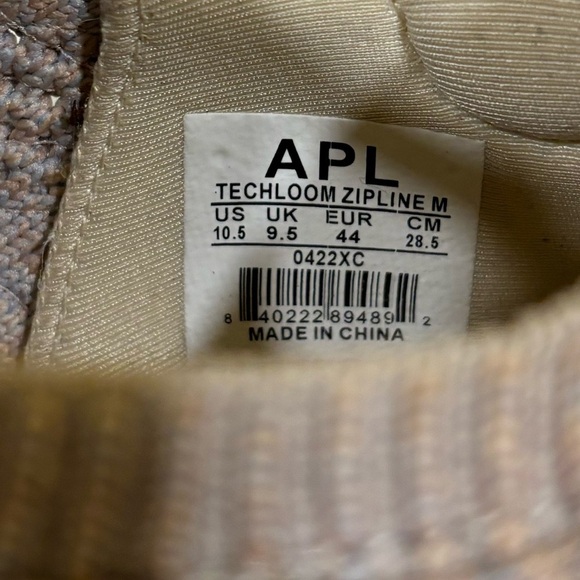 APL
TECHLOOM ZIPLINE M
US UK EUR CM
10.5 9.5 44 28.5
0422XC
8 40222 89489 2
MADE IN CHINA